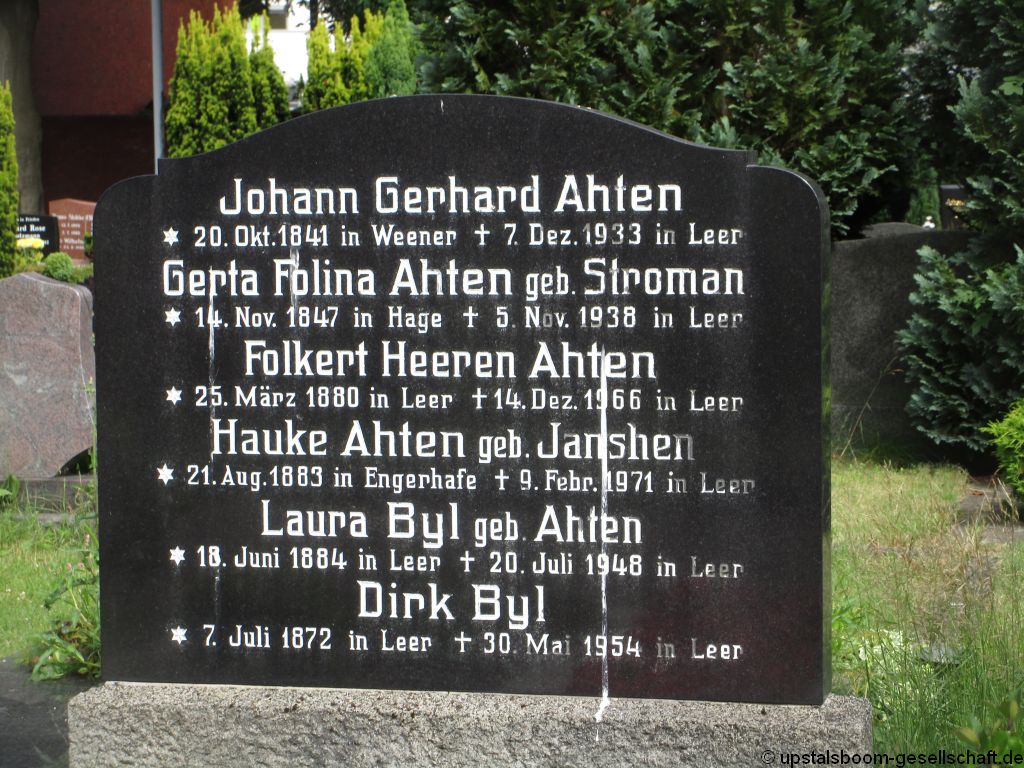 Johann Gerhard Ahten
* 20. Okt. 1841 in Weener † 7. Dez. 1933 in Leer
Gerta Folina Ahten geb. Stroman
* 14. Nov. 1847 in Hage † 5. Nov. 1938 in Leer
Folkert Heeren Ahten
* 25. März 1880 in Leer † 14. Dez. 1966 in Leer
Hauke Ahten geb. Janshen
* 21. Aug. 1883 in Engerhafe † 9. Febr. 1971 in Leer
Laura Byl geb. Ahten
* 18. Juni 1884 in Leer † 20. Juli 1948 in Leer
Dirk Byl
* 7. Juli 1872 in Leer † 30. Mai 1954 in Leer
© upstalsboom-gesellschaft.de